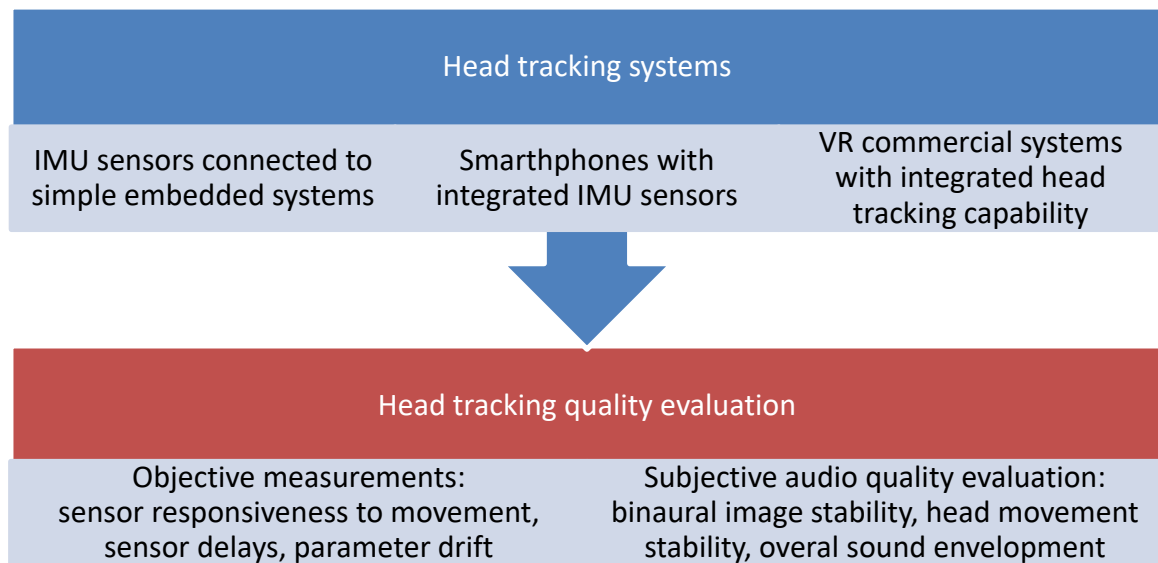 Head tracking systems
IMU sensors connected to
simple embedded systems
Smarthphones with
integrated IMU sensors
VR commercial systems
with integrated head
tracking capability
Head tracking quality evaluation
Objective measurements:
sensor responsiveness to movement,
sensor delays, parameter drift
Subjective audio quality evaluation:
binaural image stability, head movement
stability, overal sound envelopment